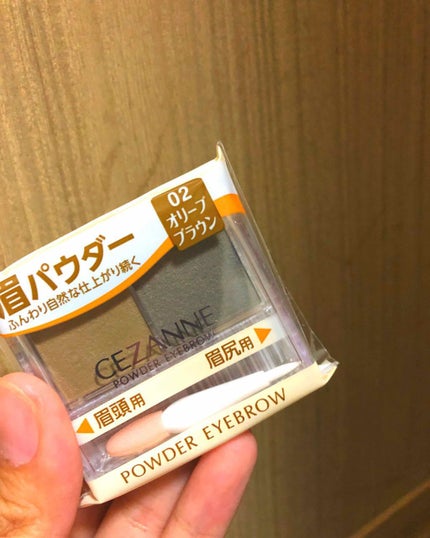 02
オリーブ
ブラウン
眉パウダー
ふんわり自然な仕上がり続く
CEZANNE
POWDER EYEBROW
眉尻用
眉頭用
POWDER EYEBROW